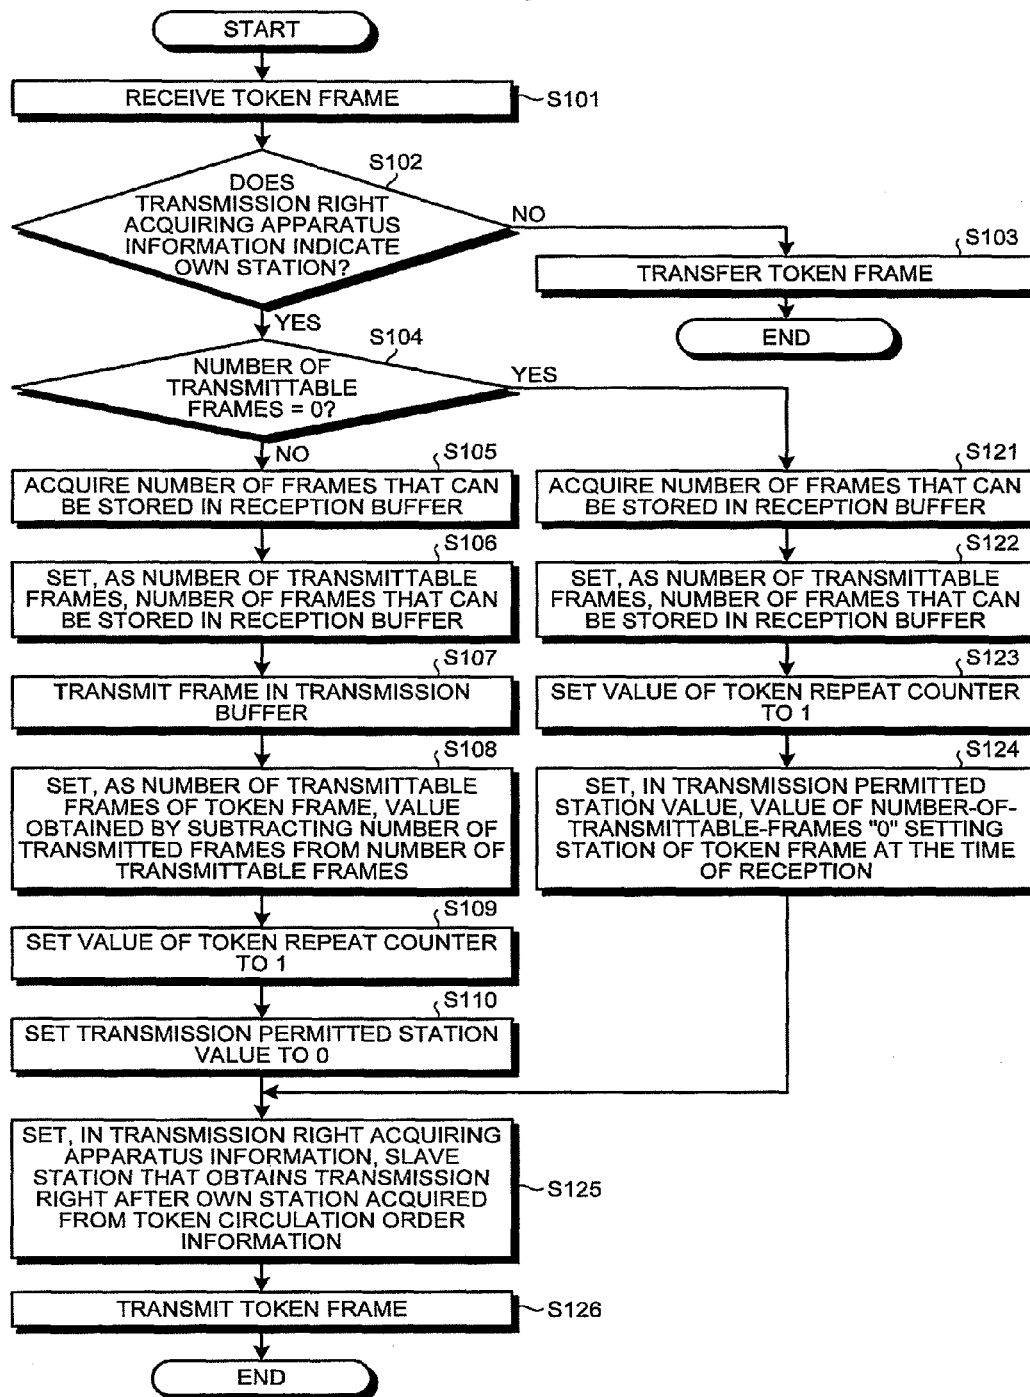 START
RECEIVE TOKEN FRAME
S101
S102
DOES
TRANSMISSION RIGHT
ACQUIRING APPARATUS
INFORMATION INDICATE
OWN STATION?
NO
S103
TRANSFER TOKEN FRAME
END
YES
S104
NUMBER OF
TRANSMITTABLE
FRAMES = 0?
YES
NO
S105
ACQUIRE NUMBER OF FRAMES THAT CAN
BE STORED IN RECEPTION BUFFER
S106
SET, AS NUMBER OF TRANSMITTABLE
FRAMES, NUMBER OF FRAMES THAT CAN
BE STORED IN RECEPTION BUFFER
S107
TRANSMIT FRAME IN TRANSMISSION
BUFFER
S108
SET, AS NUMBER OF TRANSMITTABLE
FRAMES OF TOKEN FRAME, VALUE
OBTAINED BY SUBTRACTING NUMBER OF
TRANSMITTED FRAMES FROM NUMBER OF
TRANSMITTABLE FRAMES
S109
SET VALUE OF TOKEN REPEAT COUNTER
TO 1
S110
SET TRANSMISSION PERMITTED STATION
VALUE TO 0
S121
ACQUIRE NUMBER OF FRAMES THAT CAN
BE STORED IN RECEPTION BUFFER
S122
SET, AS NUMBER OF TRANSMITTABLE
FRAMES, NUMBER OF FRAMES THAT CAN
BE STORED IN RECEPTION BUFFER
S123
SET VALUE OF TOKEN REPEAT COUNTER
TO 1
S124
SET, IN TRANSMISSION PERMITTED
STATION VALUE, VALUE OF NUMBER-OF-
TRANSMITTABLE-FRAMES "0" SETTING
STATION OF TOKEN FRAME AT THE TIME
OF RECEPTION
SET, IN TRANSMISSION RIGHT ACQUIRING
APPARATUS INFORMATION, SLAVE
STATION THAT OBTAINS TRANSMISSION
RIGHT AFTER OWN STATION ACQUIRED
FROM TOKEN CIRCULATION ORDER
INFORMATION
S125
TRANSMIT TOKEN FRAME
S126
END